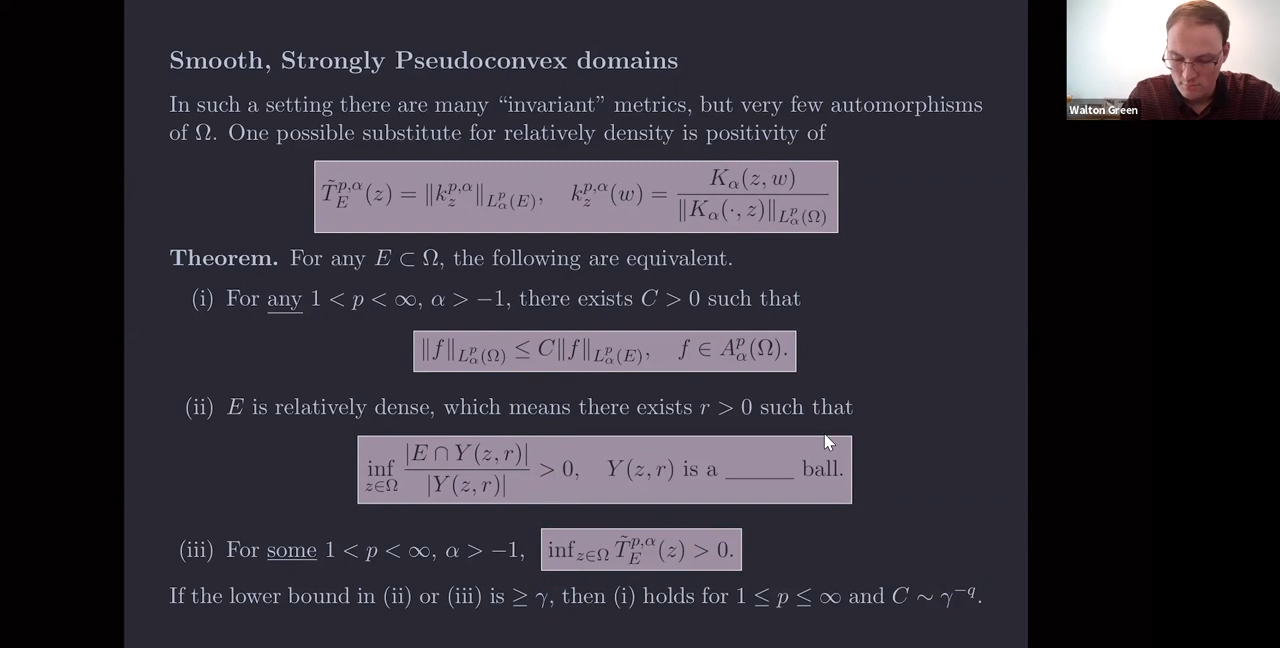 Smooth, Strongly Pseudoconvex domains
Walton Green
In such a setting there are many “invariant” metrics, but very few automorphisms
of Ω. One possible substitute for relatively density is positivity of
T̃_E^{p,α}(z) = ‖k_z^{p,α}‖_{L_α^p(E)}, k_z^{p,α}(w) = K_α(z, w) / ‖K_α(·, z)‖_{L_α^p(Ω)}
Theorem. For any E ⊂ Ω, the following are equivalent.
(i) For any 1 < p < ∞, α > −1, there exists C > 0 such that
‖f‖_{L_α^p(Ω)} ≤ C‖f‖_{L_α^p(E)}, f ∈ A_α^p(Ω).
(ii) E is relatively dense, which means there exists r > 0 such that
inf_{z∈Ω} |E ∩ Y(z, r)| / |Y(z, r)| > 0, Y(z, r) is a ______ ball.
(iii) For some 1 < p < ∞, α > −1, inf_{z∈Ω} T̃_E^{p,α}(z) > 0.
If the lower bound in (ii) or (iii) is ≥ γ, then (i) holds for 1 ≤ p ≤ ∞ and C ∼ γ^{−q}.